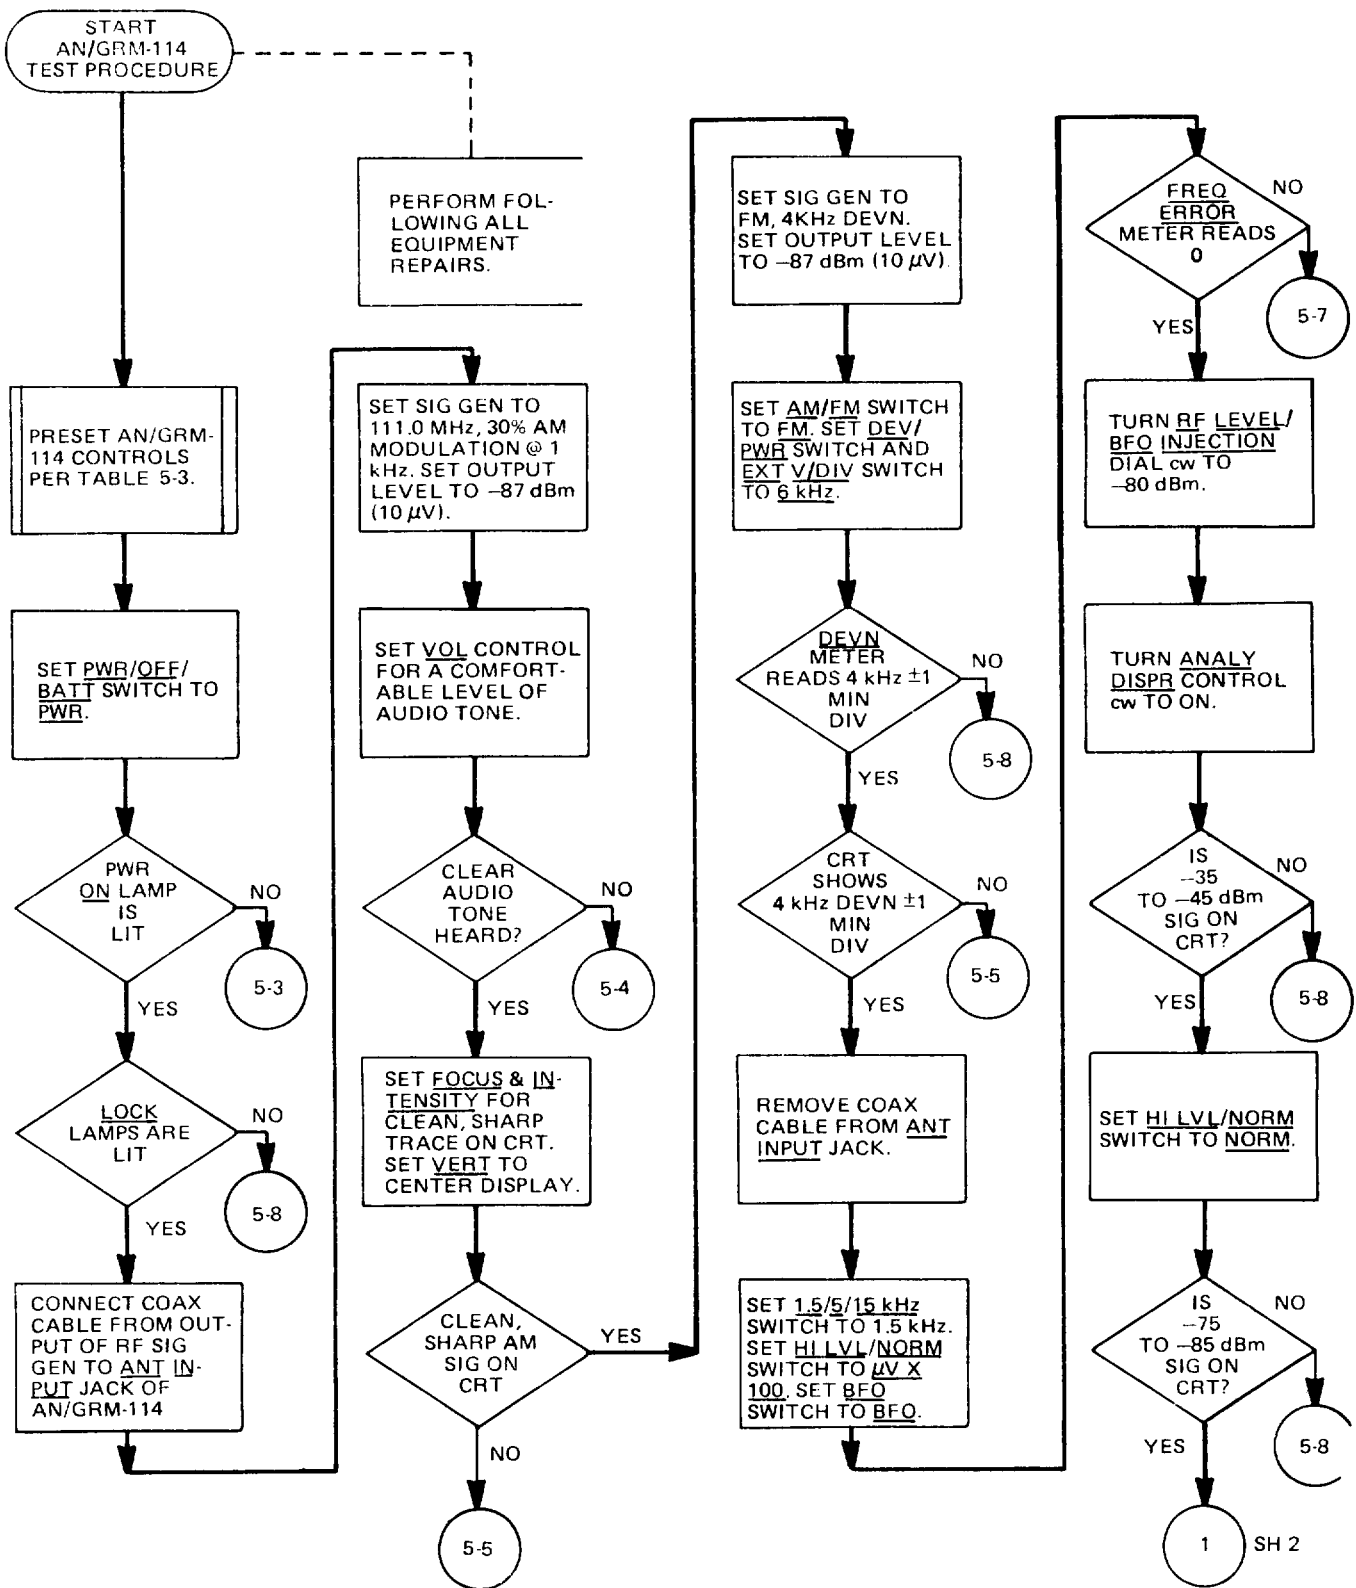 START
AN/GRM-114
TEST PROCEDURE
PERFORM FOL-
LOWING ALL
EQUIPMENT
REPAIRS.
PRESET AN/GRM-
114 CONTROLS
PER TABLE 5-3.
SET PWR/OFF/
BATT SWITCH TO
PWR.
PWR
ON LAMP
IS
LIT
NO
5-3
YES
LOCK
LAMPS ARE
LIT
NO
5-8
YES
CONNECT COAX
CABLE FROM OUT-
PUT OF RF SIG
GEN TO ANT IN-
PUT JACK OF
AN/GRM-114
SET SIG GEN TO
111.0 MHz, 30% AM
MODULATION @ 1
kHz. SET OUTPUT
LEVEL TO –87 dBm
(10 µV).
SET VOL CONTROL
FOR A COMFORT-
ABLE LEVEL OF
AUDIO TONE.
CLEAR
AUDIO
TONE
HEARD?
NO
5-4
YES
SET FOCUS & IN-
TENSITY FOR
CLEAN, SHARP
TRACE ON CRT.
SET VERT TO
CENTER DISPLAY.
CLEAN,
SHARP AM
SIG ON
CRT
YES
NO
5-5
SET SIG GEN TO
FM, 4KHz DEVN.
SET OUTPUT LEVEL
TO –87 dBm (10 µV).
SET AM/FM SWITCH
TO FM. SET DEV/
PWR SWITCH AND
EXT V/DIV SWITCH
TO 6 kHz.
DEVN
METER
READS 4 kHz ±1
MIN
DIV
NO
5-8
YES
CRT
SHOWS
4 kHz DEVN ±1
MIN
DIV
NO
5-5
YES
REMOVE COAX
CABLE FROM ANT
INPUT JACK.
SET 1.5/5/15 kHz
SWITCH TO 1.5 kHz.
SET HI LVL/NORM
SWITCH TO µV X
100. SET BFO
SWITCH TO BFO.
FREQ
ERROR
METER READS
0
NO
5-7
YES
TURN RF LEVEL/
BFO INJECTION
DIAL cw TO
–80 dBm.
TURN ANALY
DISPR CONTROL
cw TO ON.
IS
–35
TO –45 dBm
SIG ON
CRT?
NO
5-8
YES
SET HI LVL/NORM
SWITCH TO NORM.
IS
–75
TO –85 dBm
SIG ON
CRT?
NO
5-8
YES
1
SH 2